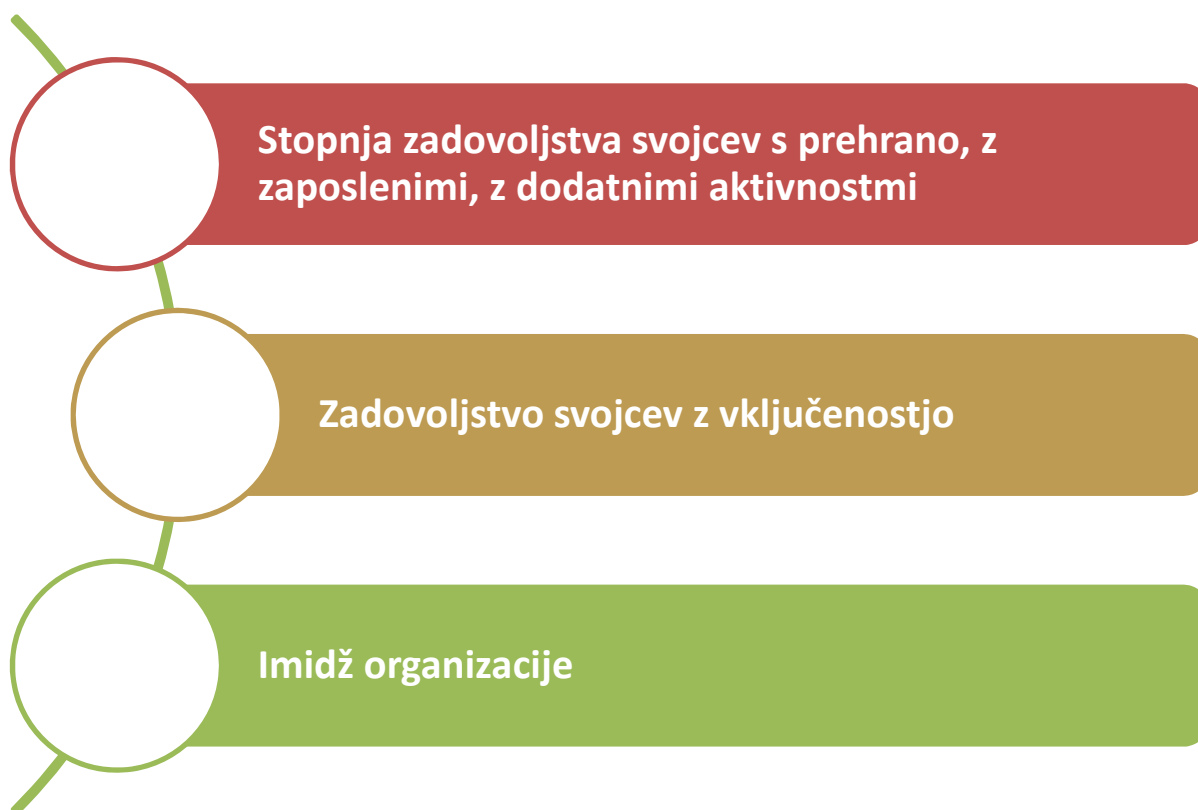 Stopnja zadovoljstva svojcev s prehrano, z
zaposlenimi, z dodatnimi aktivnostmi
Zadovoljstvo svojcev z vključenostjo
Imidž organizacije